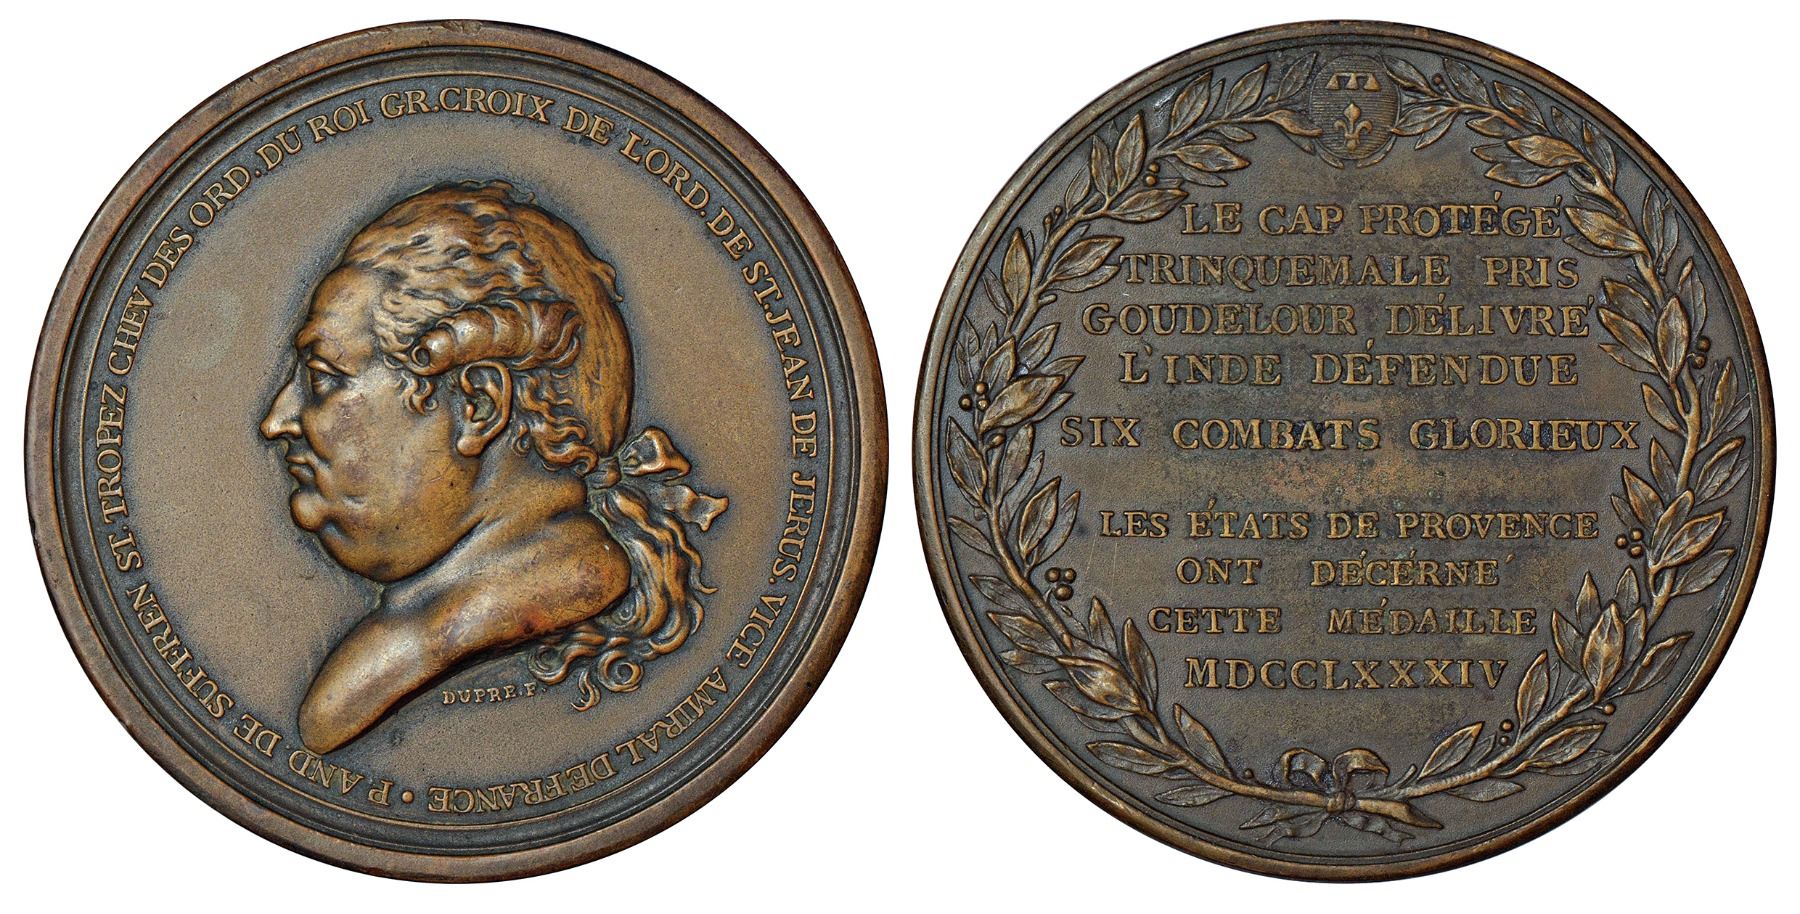 P. AND. DE SUFFREN ST. TROPEZ CHEV DES ORD. DU ROI GR. CROIX DE L'ORD. DE ST. JEAN DE JERUS. VICE AMIRAL DE FRANCE •
DUPRE. F.
LE CAP PROTÉGÉ
TRINQUEMALE PRIS
GOUDELOUR DÉLIVRÉ
L'INDE DÉFENDUE
SIX COMBATS GLORIEUX
LES ÉTATS DE PROVENCE
ONT DÉCÉRNÉ
CETTE MÉDAILLE
MDCCLXXXIV